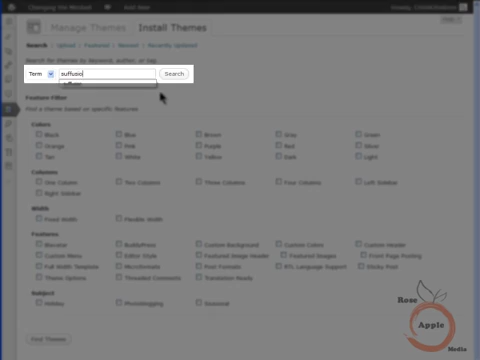 Changing the Mindset Add New
Manage Themes Install Themes
Search | Upload | Featured | Newest | Recently Updated
Search for themes by keyword, author, or tag.
Term suffusio Search
Feature Filter
Find a theme based on specific features
Colors
Black Blue Brown Gray Green
Orange Pink Purple Red Silver
Tan White Yellow Dark Light
Columns
One Column Two Columns Three Columns Four Columns Left Sidebar
Right Sidebar
Width
Fixed Width Flexible Width
Features
Blavatar BuddyPress Custom Background Custom Colors Custom Header
Custom Menu Editor Style Featured Image Header Featured Images Front Page Posting
Full Width Template Microformats Post Formats RTL Language Support Sticky Post
Theme Options Threaded Comments Translation Ready
Subject
Holiday Photoblogging Seasonal
Find Themes
Rose
Apple
Media